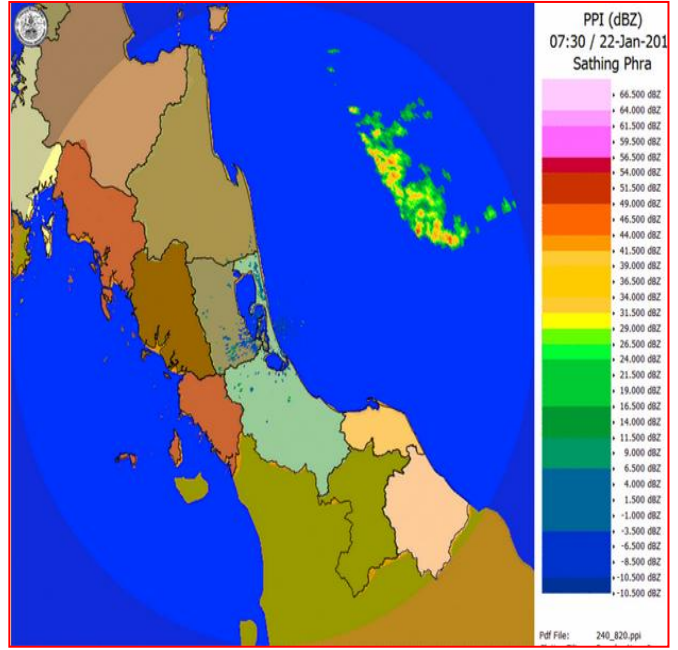 PPI (dBZ)
07:30 / 22-Jan-201
Sathing Phra
66.500 dBZ
64.000 dBZ
61.500 dBZ
59.000 dBZ
56.500 dBZ
54.000 dBZ
51.500 dBZ
49.000 dBZ
46.500 dBZ
44.000 dBZ
41.500 dBZ
39.000 dBZ
36.500 dBZ
34.000 dBZ
31.500 dBZ
29.000 dBZ
26.500 dBZ
24.000 dBZ
21.500 dBZ
19.000 dBZ
16.500 dBZ
14.000 dBZ
11.500 dBZ
9.000 dBZ
6.500 dBZ
4.000 dBZ
1.500 dBZ
-1.000 dBZ
-3.500 dBZ
-6.500 dBZ
-8.500 dBZ
-10.500 dBZ
-10.500 dBZ
Pdf File: 240_820.ppi